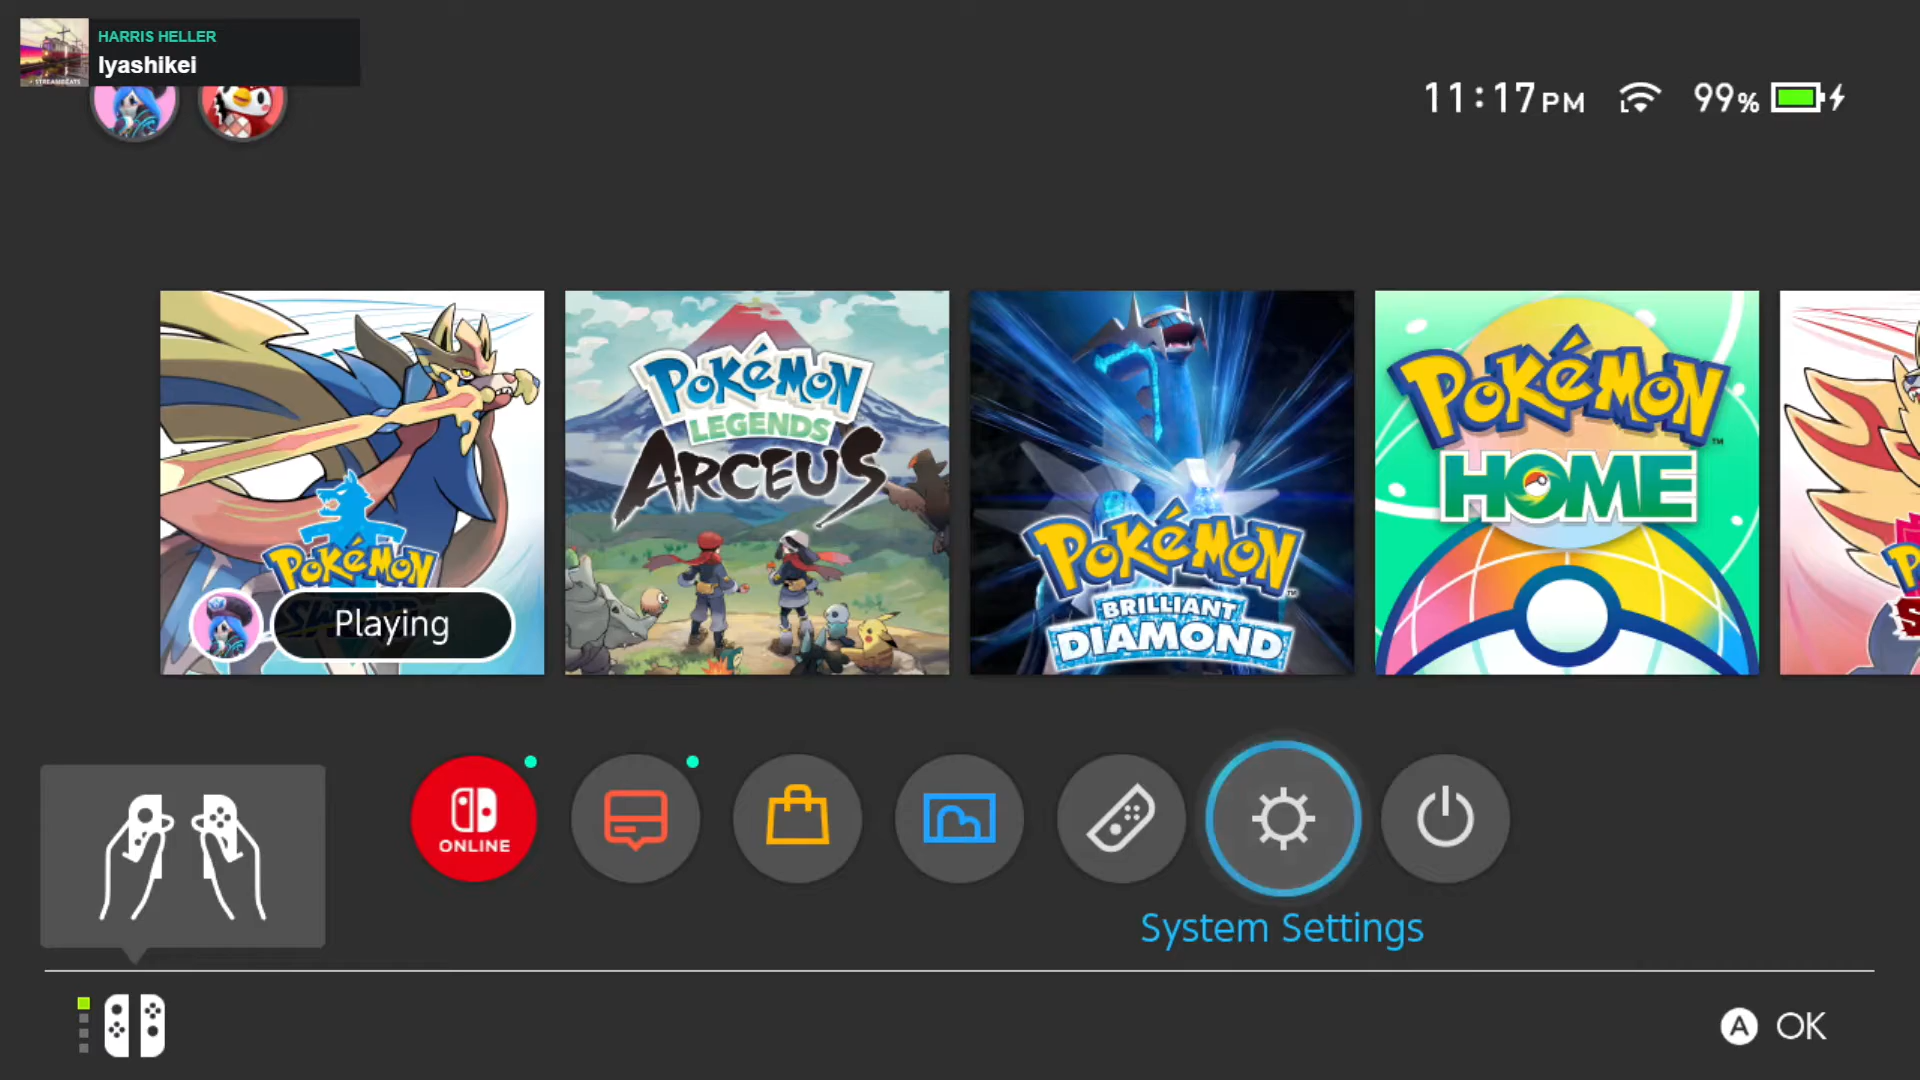 HARRIS HELLER
Iyashikei
STREAMBEATS
11:17 PM
99%
POKéMON
Playing
POKéMON
LEGENDS
ARCEUS
POKéMON
BRILLIANT
DIAMOND
POKéMON
HOME
ONLINE
System Settings
A OK